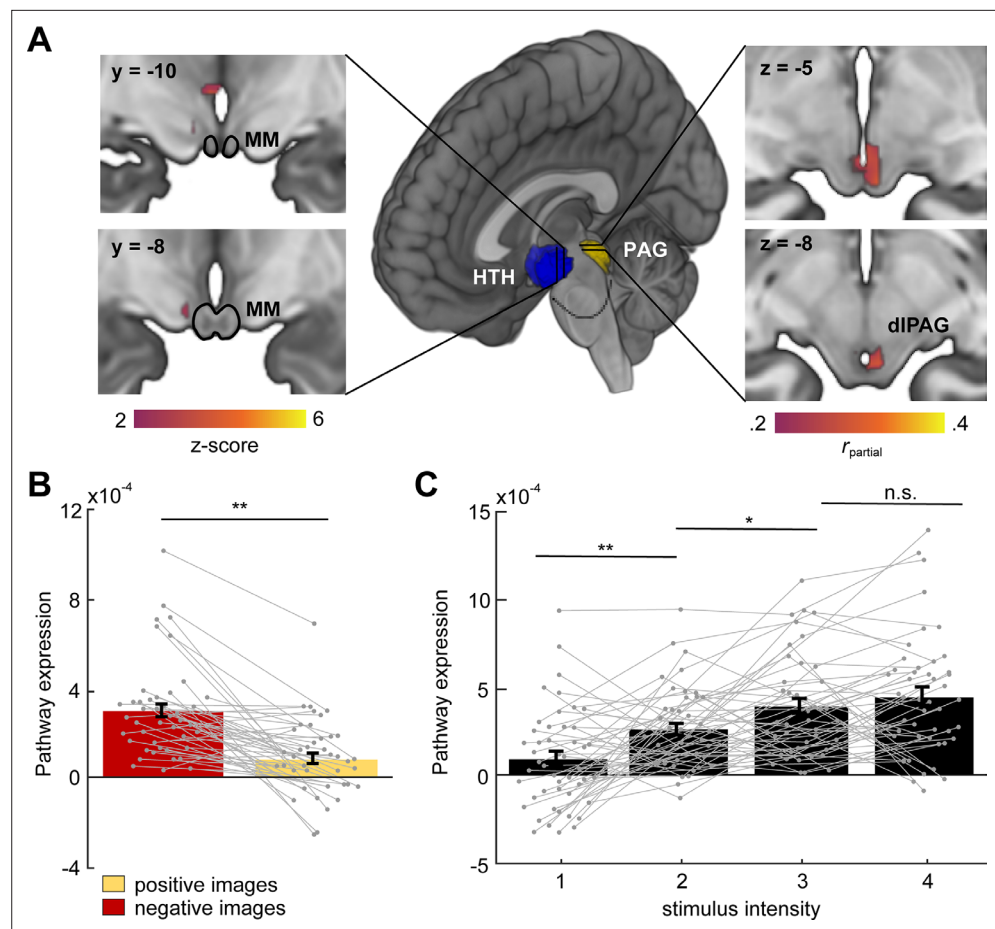 A
y = -10
MM
y = -8
MM
2
6
z-score
HTH
PAG
z = -5
z = -8
dlPAG
.2
.4
rpartial
B
x10-4
12
8
4
0
-4
Pathway expression
**
positive images
negative images
C
x10-4
15
10
5
0
-5
Pathway expression
**
*
n.s.
1
2
3
4
stimulus intensity